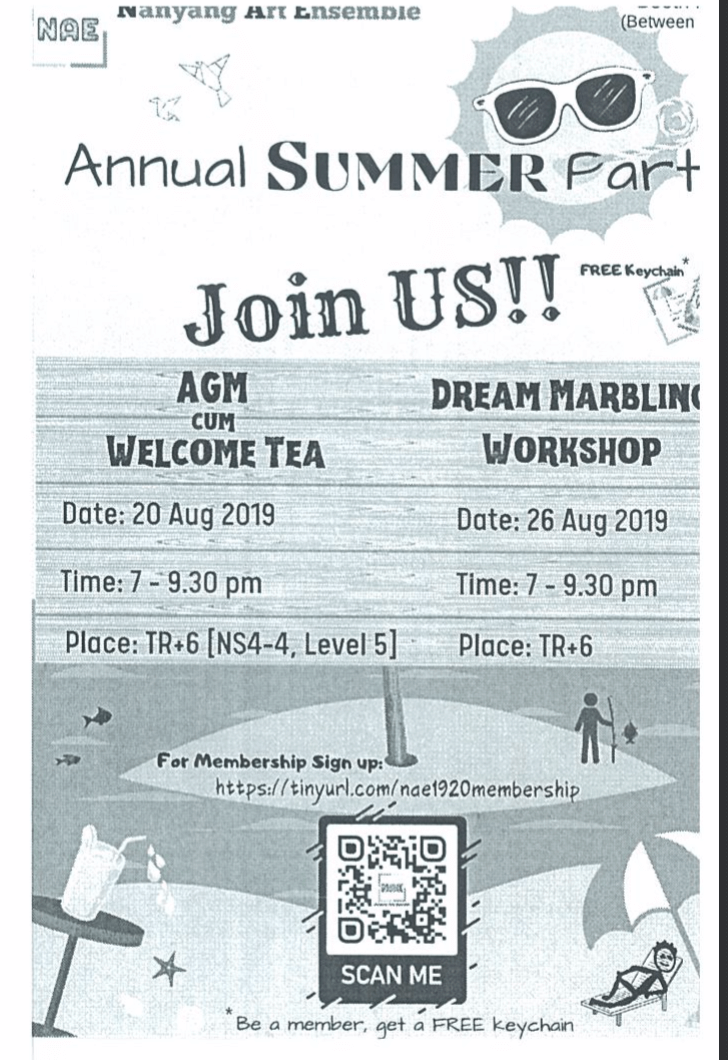 NAE
Nanyang Art Ensemble
(Between
Annual SUMMER Part
Join US!!
FREE Keychain*
AGM
CUM
WELCOME TEA
Date: 20 Aug 2019
Time: 7 - 9.30 pm
Place: TR+6 [NS4-4, Level 5]
DREAM MARBLING
WORKSHOP
Date: 26 Aug 2019
Time: 7 - 9.30 pm
Place: TR+6
For Membership Sign up:
https://tinyurl.com/nae1920membership
SCAN ME
*Be a member, get a FREE keychain